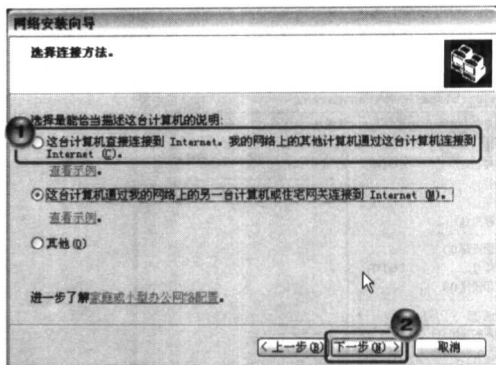 网络安装向导
选择连接方法。
选择最能恰当描述这台计算机的说明:
1
这台计算机直接连接到 Internet。我的网络上的其他计算机通过这台计算机连接到
Internet (C)。
查看示例。
这台计算机通过我的网络上的另一台计算机或住宅网关连接到 Internet (M)。
查看示例。
其他(O)
进一步了解家庭或小型办公网络配置。
2
<上一步(B) 下一步(N)> 取消